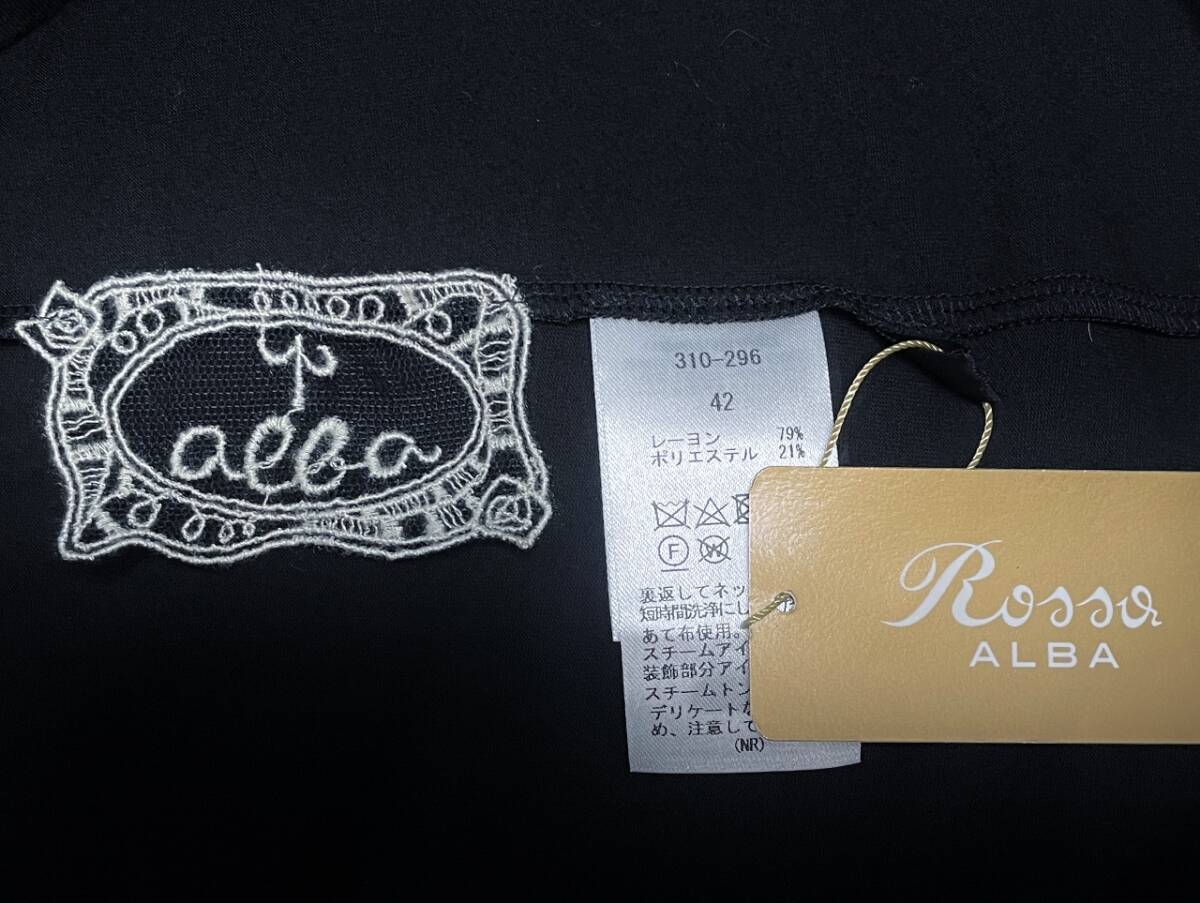 alba
310-296
42
レーヨン 79%
ポリエステル 21%
F
W
裏返してネッ
短時間洗浄にし
あて布使用。
スチームアイ
装飾部分アイ
スチームトン
デリケートな
め、注意して
(NR)
Rossa
ALBA